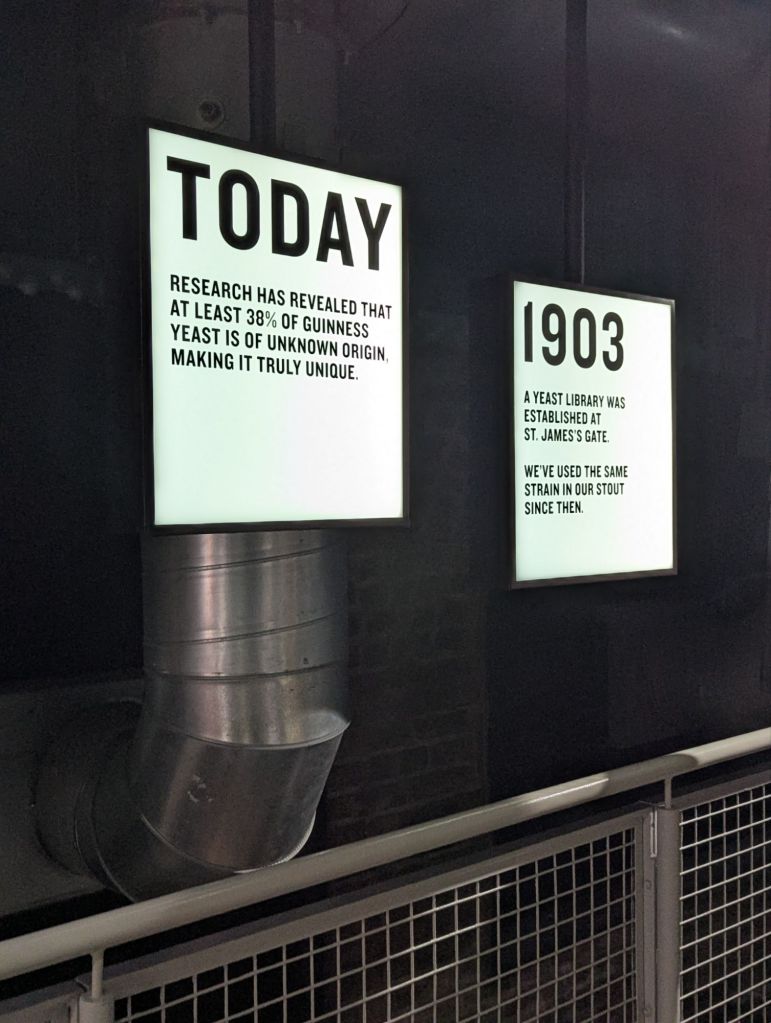 TODAY
RESEARCH HAS REVEALED THAT
AT LEAST 38% OF GUINNESS
YEAST IS OF UNKNOWN ORIGIN,
MAKING IT TRULY UNIQUE.
1903
A YEAST LIBRARY WAS
ESTABLISHED AT
ST. JAMES'S GATE.
WE'VE USED THE SAME
STRAIN IN OUR STOUT
SINCE THEN.